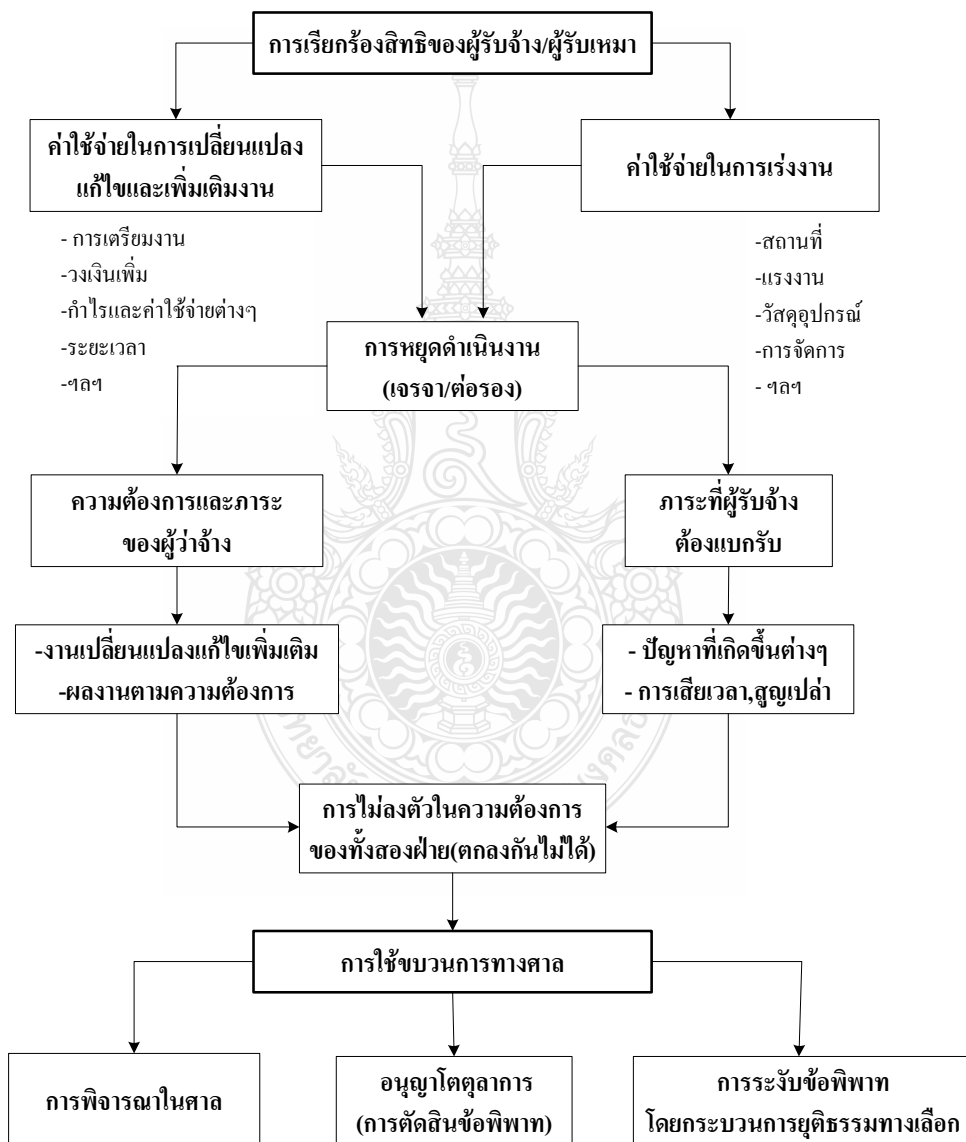 การเรียกร้องสิทธิของผู้รับจ้าง/ผู้รับเหมา
ค่าใช้จ่ายในการเปลี่ยนแปลง
แก้ไขและเพิ่มเติมงาน
ค่าใช้จ่ายในการเร่งงาน
- การเตรียมงาน
-วงเงินเพิ่ม
-กำไรและค่าใช้จ่ายต่างๆ
-ระยะเวลา
-ฯลฯ
-สถานที่
-แรงงาน
-วัสดุอุปกรณ์
-การจัดการ
- ฯลฯ
การหยุดดำเนินงาน
(เจรจา/ต่อรอง)
ความต้องการและภาระ
ของผู้ว่าจ้าง
ภาระที่ผู้รับจ้าง
ต้องแบกรับ
-งานเปลี่ยนแปลงแก้ไขเพิ่มเติม
-ผลงานตามความต้องการ
- ปัญหาที่เกิดขึ้นต่างๆ
- การเสียเวลา,สูญเปล่า
การไม่ลงตัวในความต้องการ
ของทั้งสองฝ่าย(ตกลงกันไม่ได้)
การใช้ขบวนการทางศาล
การพิจารณาในศาล
อนุญาโตตุลาการ
(การตัดสินข้อพิพาท)
การระงับข้อพิพาท
โดยกระบวนการยุติธรรมทางเลือก